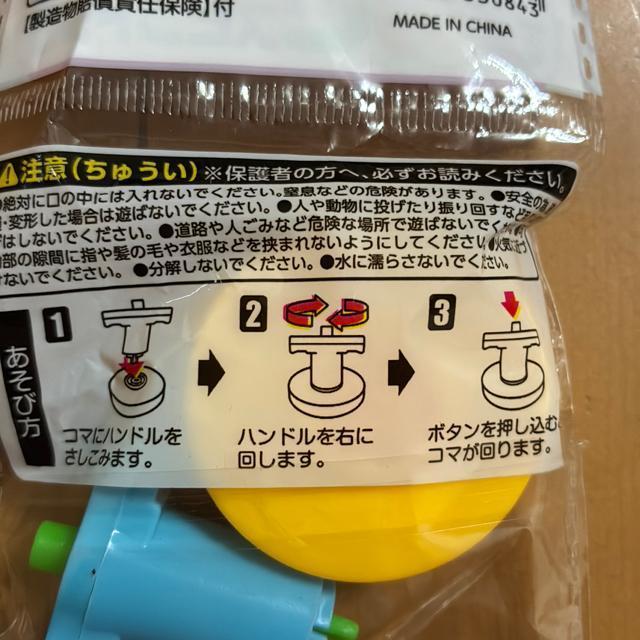 【製造物賠償責任保険】付
MADE IN CHINA
注意(ちゅうい)※保護者の方へ、必ずお読みください。
絶対に口の中には入れないでください。窒息などの危険があります。●安全の為
変形した場合は遊ばないでください。●人や動物に投げたり振り回すなど
はしないでください。●道路や人ごみなど危険な場所で遊ばないで
部の隙間に指や髪の毛や衣服などを挟まれないようにしてください。●火気に
ないでください。●分解しないでください。●水に濡らさないでください。
あそび方
1
2
3
コマにハンドルを
さしこみます。
ハンドルを右に
回します。
ボタンを押し込む
コマが回ります。